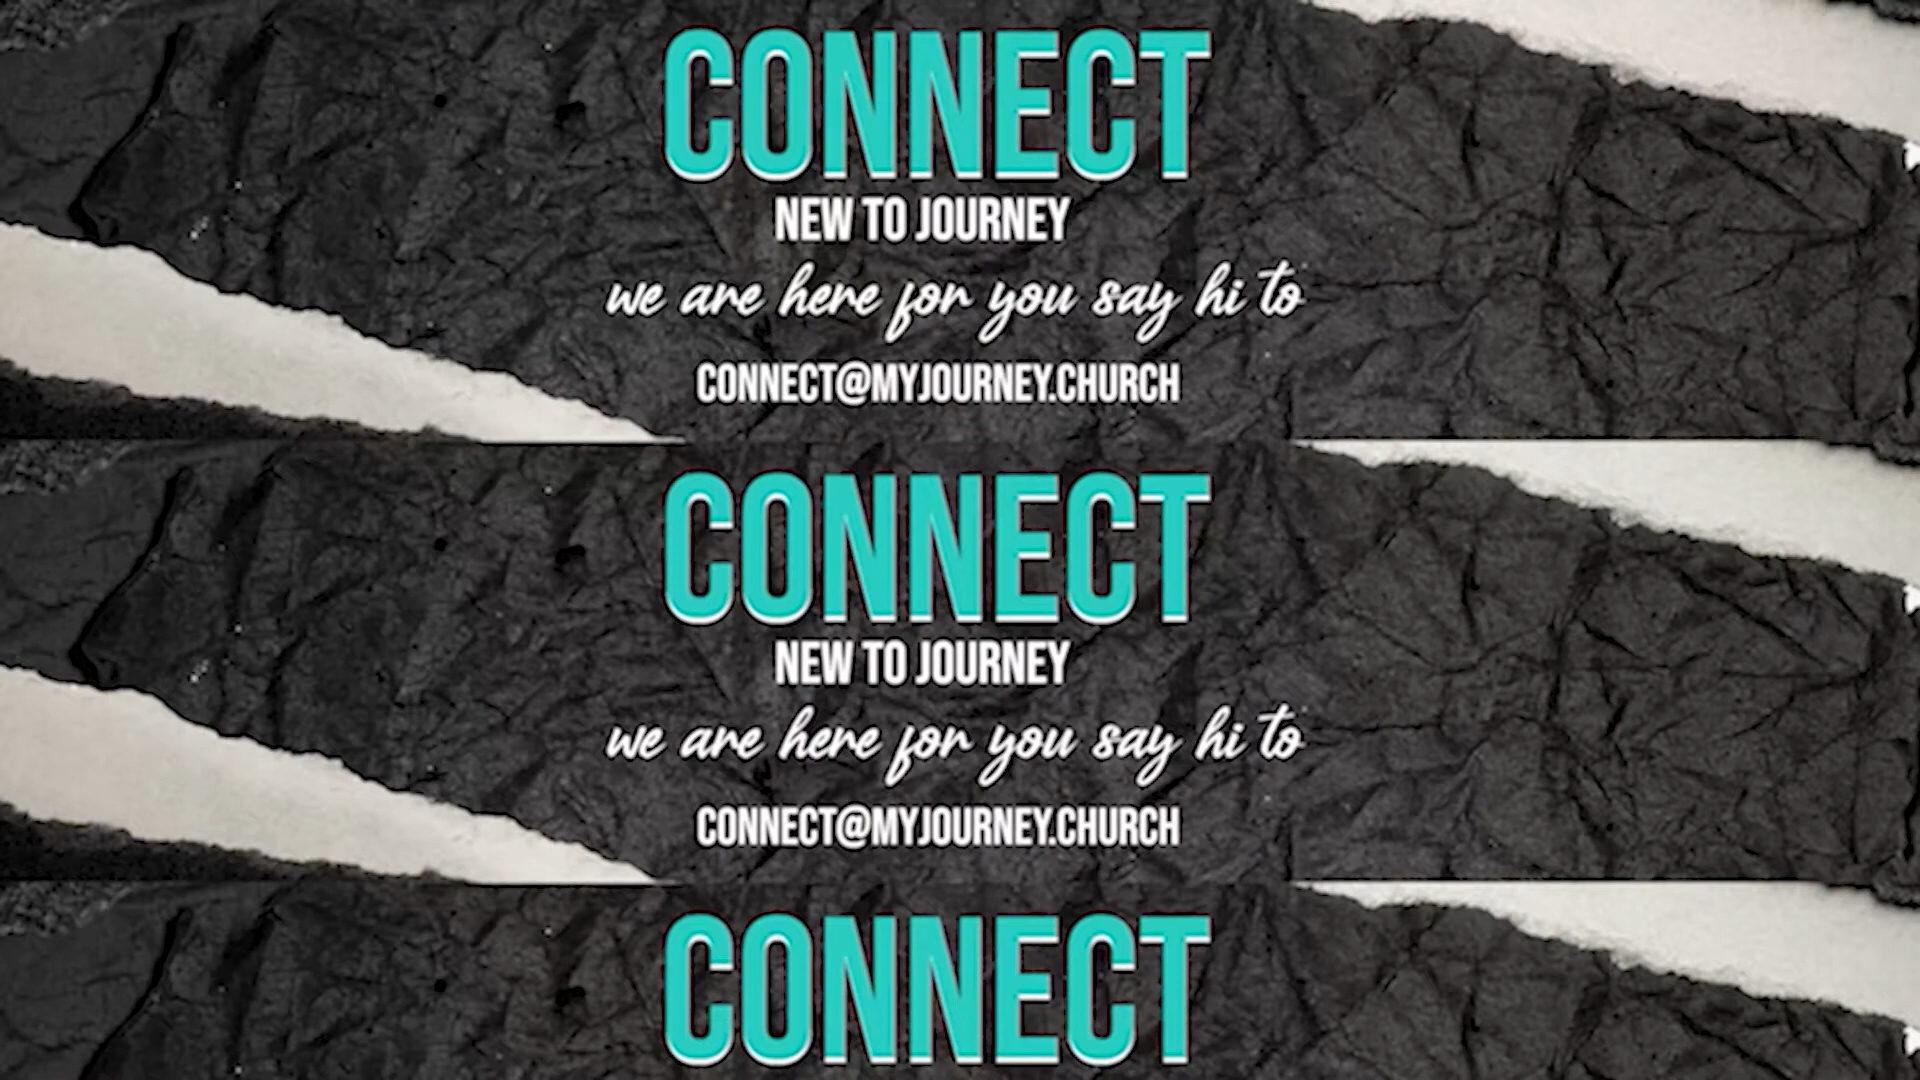 CONNECT
NEW TO JOURNEY
we are here for you say hi to
CONNECT@MYJOURNEY.CHURCH
CONNECT
NEW TO JOURNEY
we are here for you say hi to
CONNECT@MYJOURNEY.CHURCH
CONNECT